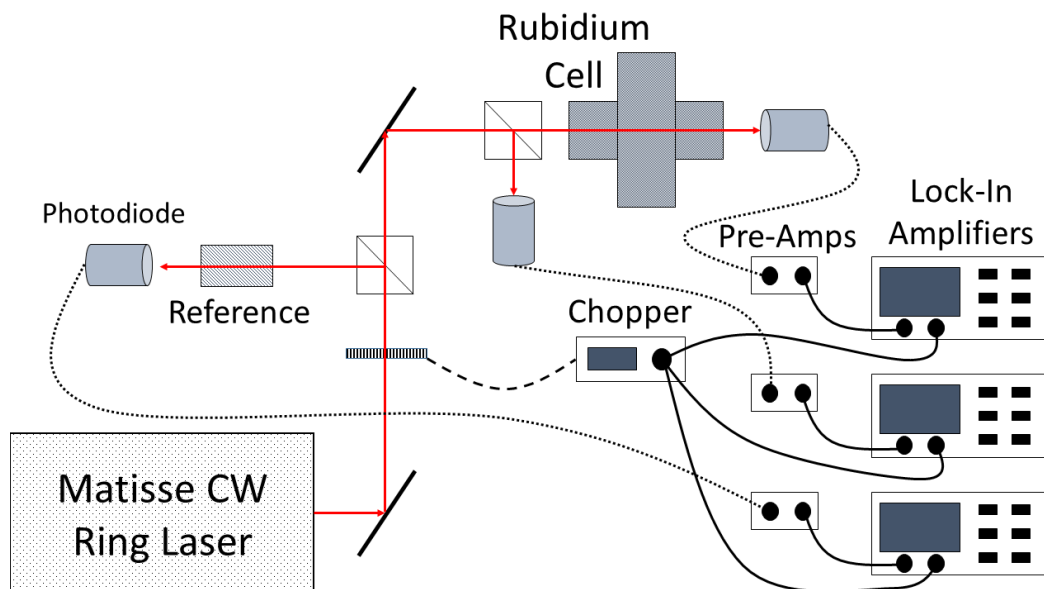 Rubidium
Cell
Photodiode
Lock-In
Amplifiers
Pre-Amps
Reference
Chopper
Matisse CW
Ring Laser